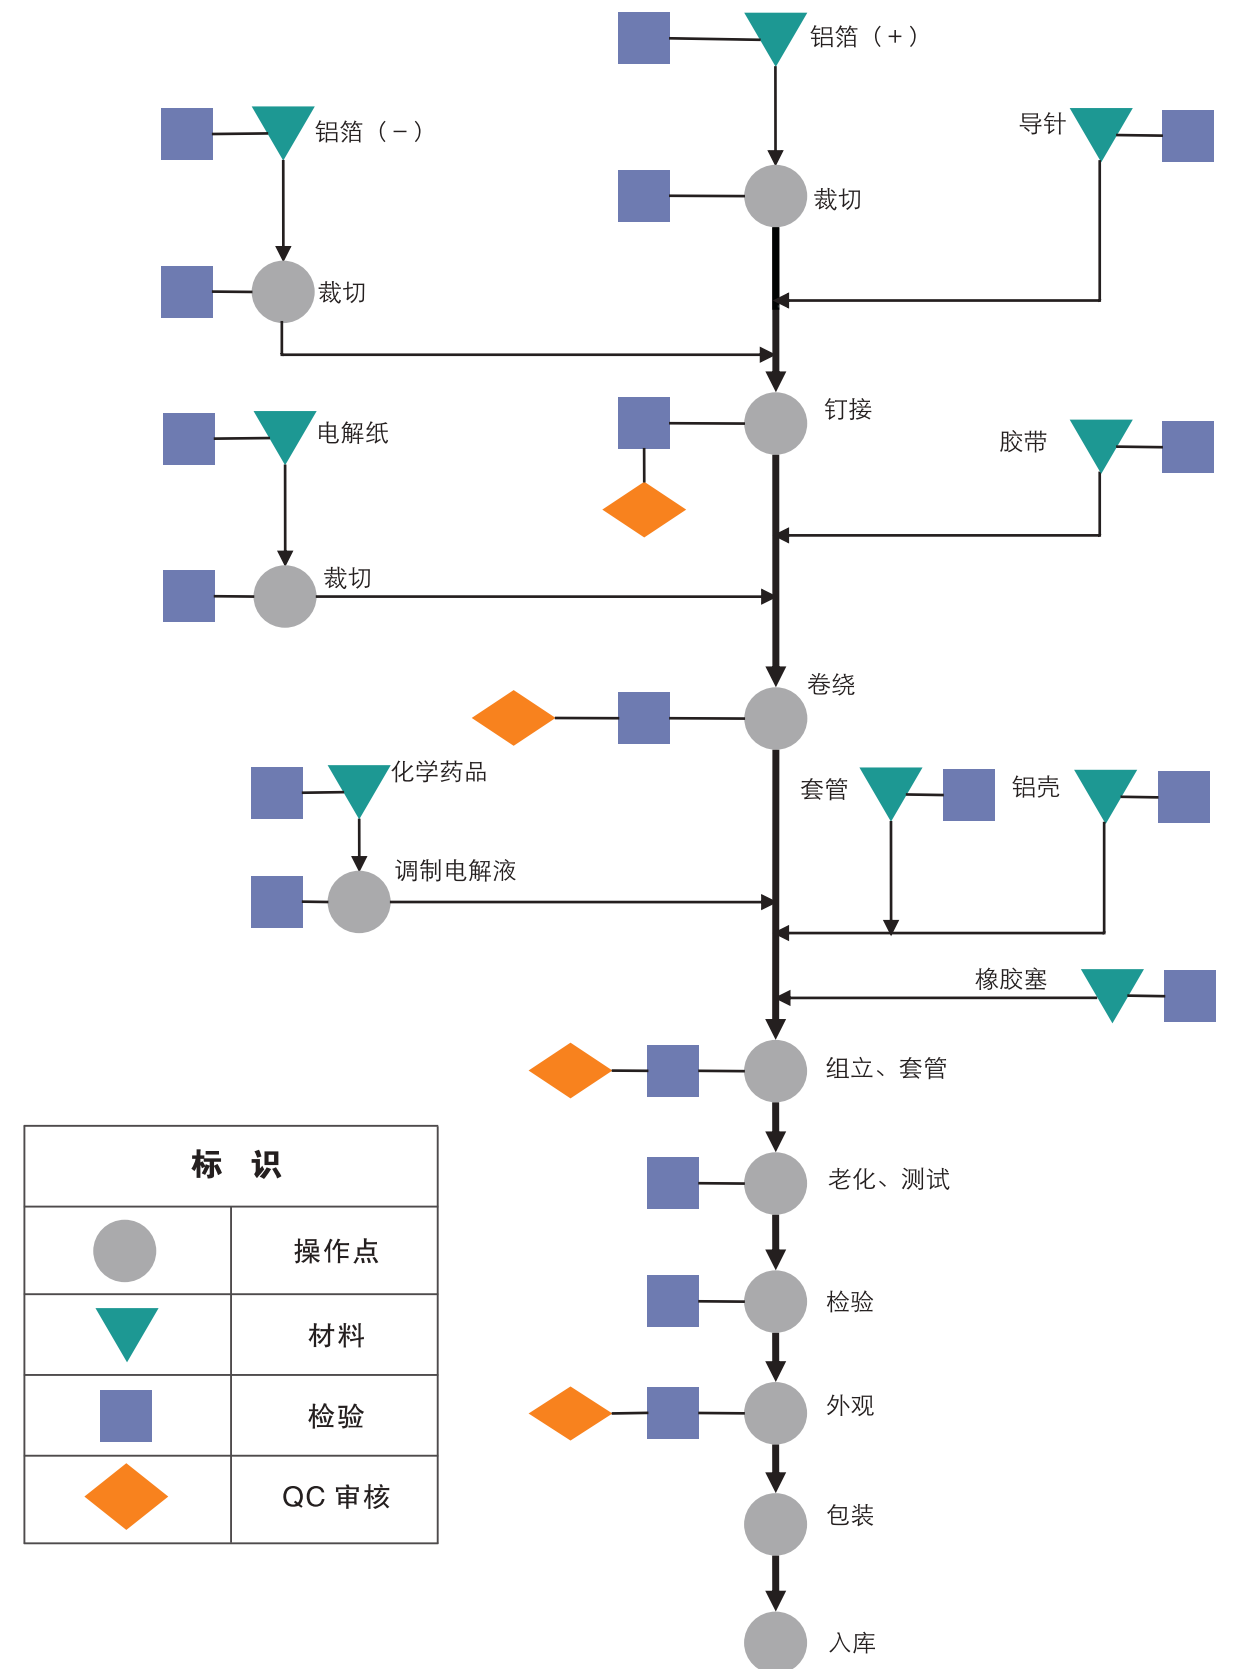 铝箔（+）
铝箔（-）
导针
裁切
裁切
钉接
电解纸
胶带
裁切
卷绕
化学药品
套管
铝壳
调制电解液
橡胶塞
组立、套管
标 识
老化、测试
操作点
检验
材料
检验
外观
QC 审核
包装
入库